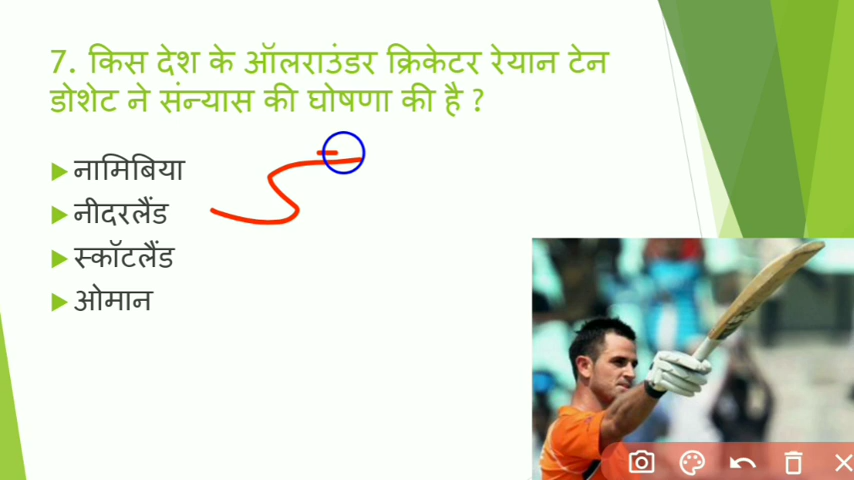 7. किस देश के ऑलराउंडर क्रिकेटर रेयान टेन
डोशेट ने संन्यास की घोषणा की है ?
नामिबिया
नीदरलैंड
स्कॉटलैंड
ओमान